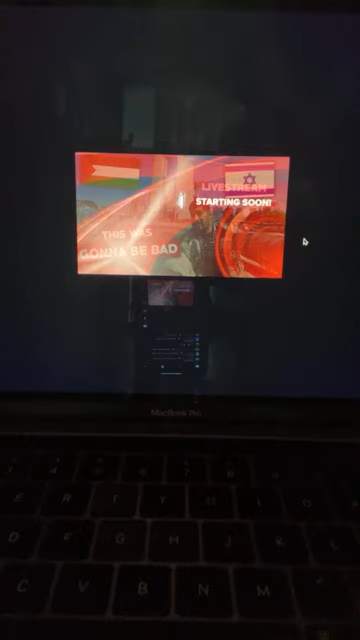 LIVESTREAM
STARTING SOON!
THIS WAS
GONNA BE BAD
MacBook Pro
E R T Y U I O
D F G H J K L
C V B N M